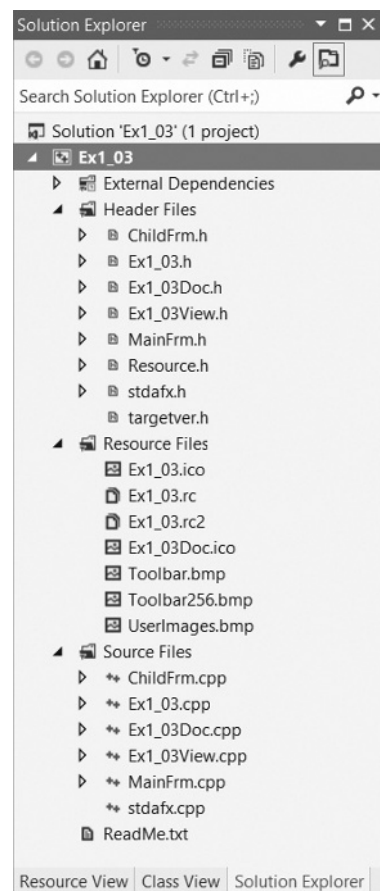 Solution Explorer
Search Solution Explorer (Ctrl+;)
Solution 'Ex1_03' (1 project)
Ex1_03
External Dependencies
Header Files
ChildFrm.h
Ex1_03.h
Ex1_03Doc.h
Ex1_03View.h
MainFrm.h
Resource.h
stdafx.h
targetver.h
Resource Files
Ex1_03.ico
Ex1_03.rc
Ex1_03.rc2
Ex1_03Doc.ico
Toolbar.bmp
Toolbar256.bmp
UserImages.bmp
Source Files
ChildFrm.cpp
Ex1_03.cpp
Ex1_03Doc.cpp
Ex1_03View.cpp
MainFrm.cpp
stdafx.cpp
ReadMe.txt
Resource View Class View Solution Explorer